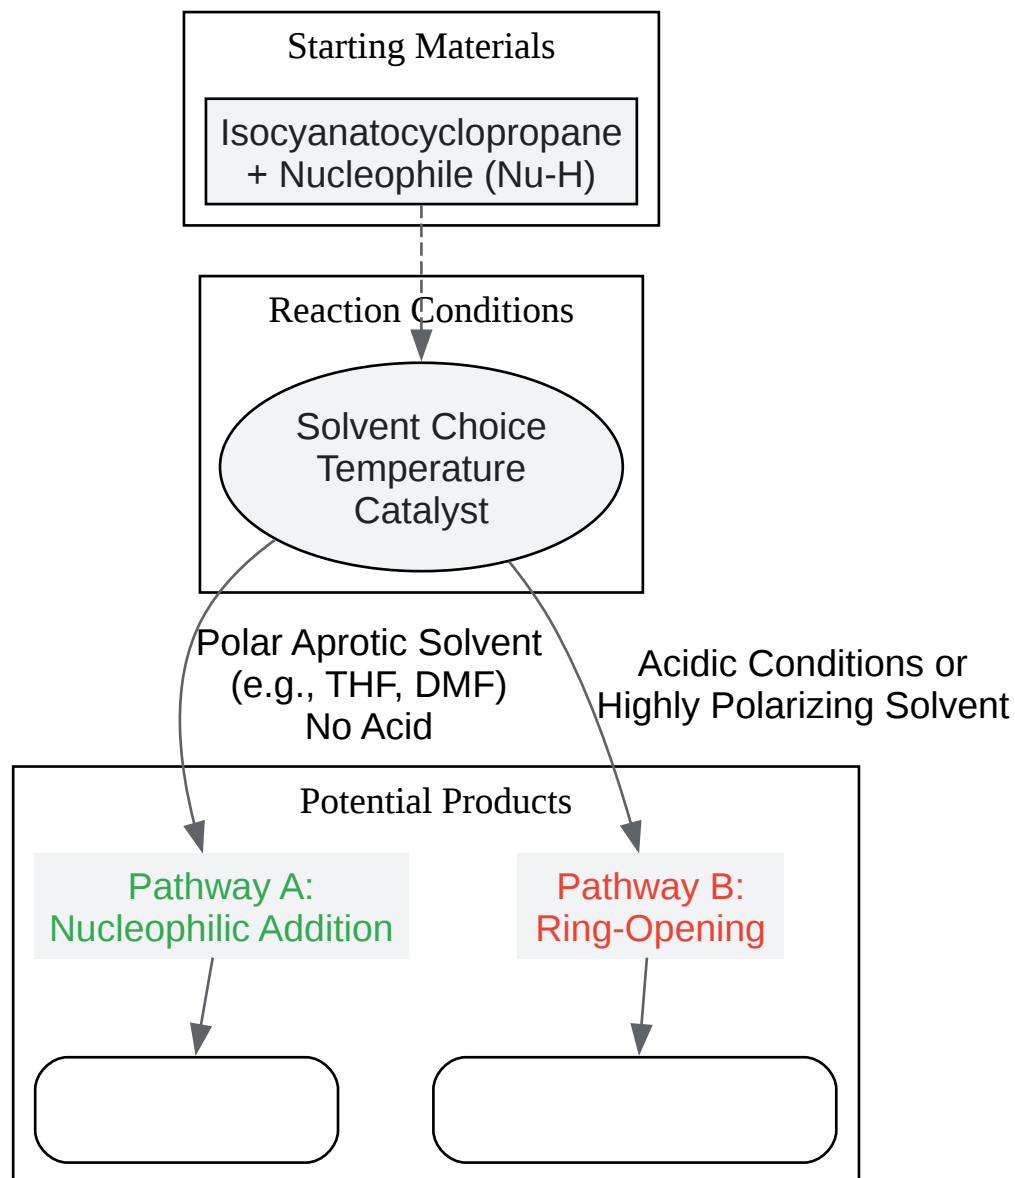 Starting Materials
Isocyanatocyclopropane
+ Nucleophile (Nu-H)
Reaction Conditions
Solvent Choice
Temperature
Catalyst
Polar Aprotic Solvent
(e.g., THF, DMF)
No Acid
Acidic Conditions or
Highly Polarizing Solvent
Potential Products
Pathway A:
Nucleophilic Addition
Pathway B:
Ring-Opening